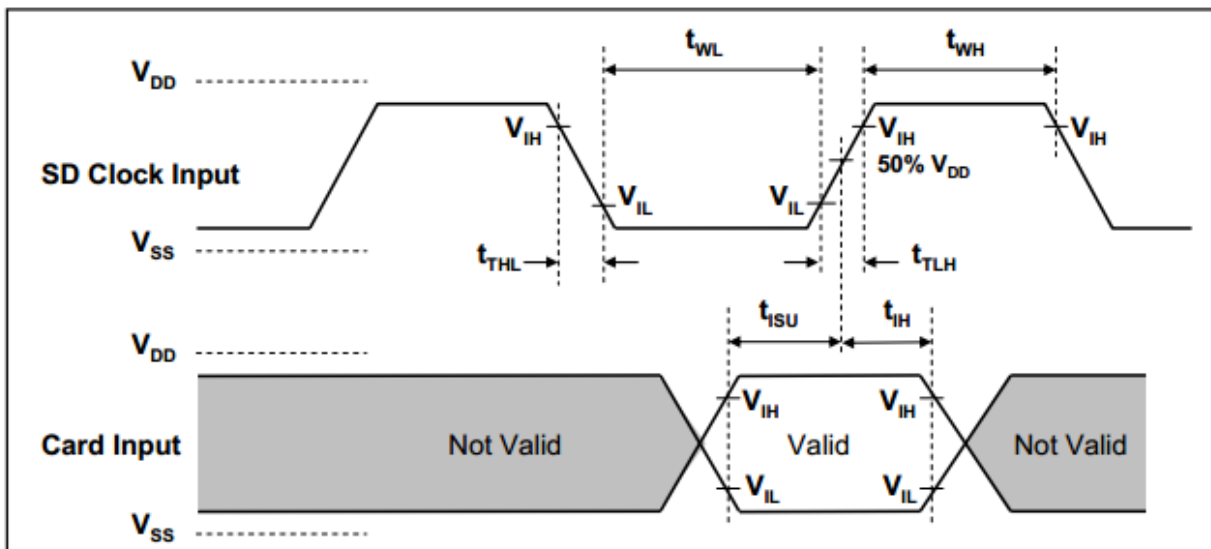 t_WL t_WH
V_DD
V_IH V_IH V_IH
SD Clock Input 50% V_DD
V_IL V_IL
V_SS
t_THL t_TLH
t_ISU t_IH
V_DD
V_IH V_IH
Card Input Not Valid Valid Not Valid
V_IL V_IL
V_SS